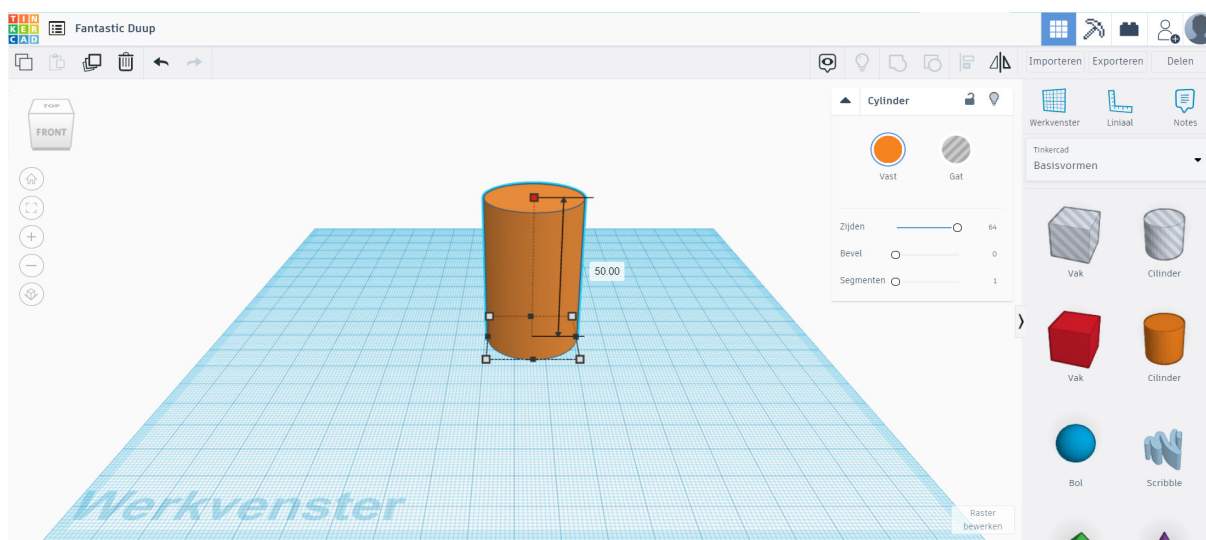 TIN
KER
CAD
Fantastic Duup
Importeren Exporteren Delen
TOP
FRONT
Cylinder
Vast Gat
Zijden 64
Bevel 0
Segmenten 1
50.00
Werkvenster Liniaal Notes
Tinkercad
Basisvormen
Vak Cilinder
Vak Cilinder
Bol Scribble
Werkvenster
Raster
bewerken